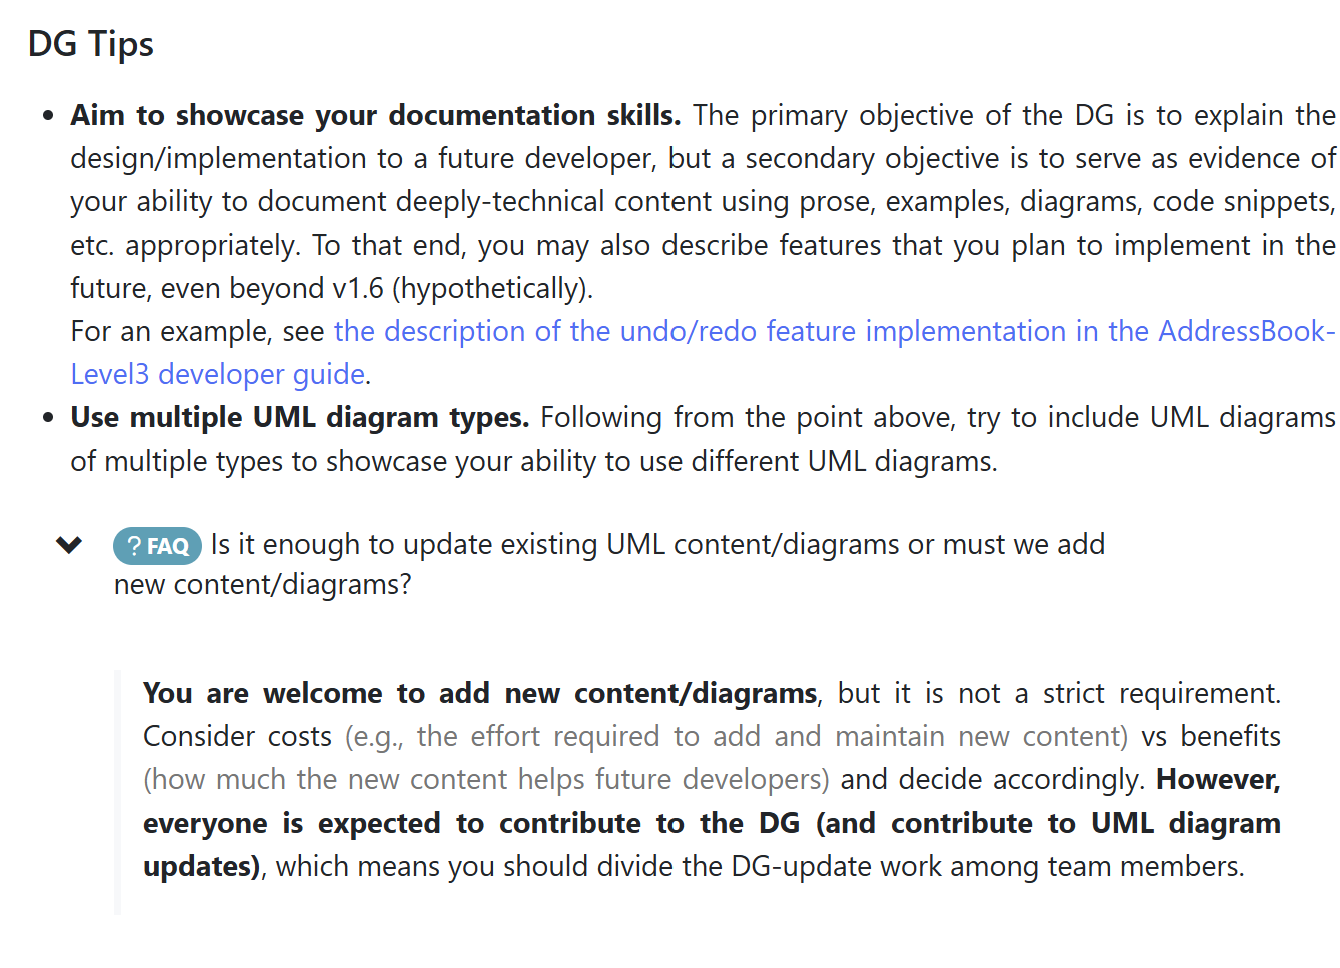 DG Tips
• Aim to showcase your documentation skills. The primary objective of the DG is to explain the
design/implementation to a future developer, but a secondary objective is to serve as evidence of
your ability to document deeply-technical content using prose, examples, diagrams, code snippets,
etc. appropriately. To that end, you may also describe features that you plan to implement in the
future, even beyond v1.6 (hypothetically).
For an example, see the description of the undo/redo feature implementation in the AddressBook-
Level3 developer guide.
• Use multiple UML diagram types. Following from the point above, try to include UML diagrams
of multiple types to showcase your ability to use different UML diagrams.
? FAQ Is it enough to update existing UML content/diagrams or must we add
new content/diagrams?
You are welcome to add new content/diagrams, but it is not a strict requirement.
Consider costs (e.g., the effort required to add and maintain new content) vs benefits
(how much the new content helps future developers) and decide accordingly. However,
everyone is expected to contribute to the DG (and contribute to UML diagram
updates), which means you should divide the DG-update work among team members.